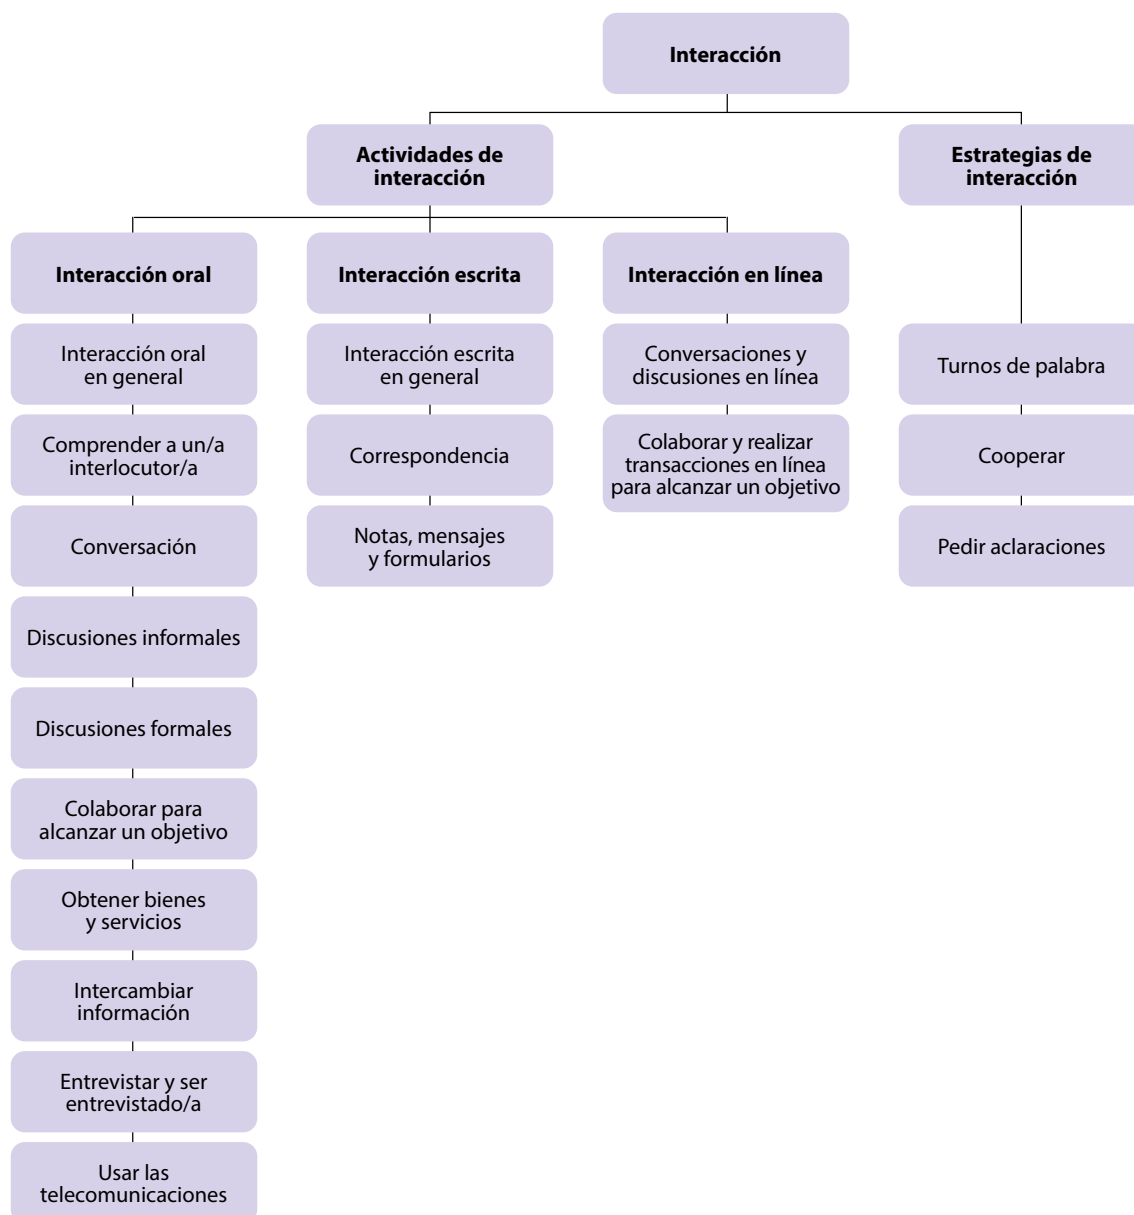 Interacción
Actividades de
interacción
Estrategias de
interacción
Interacción oral
Interacción escrita
Interacción en línea
Interacción oral
en general
Interacción escrita
en general
Conversaciones y
discusiones en línea
Turnos de palabra
Comprender a un/a
interlocutor/a
Correspondencia
Colaborar y realizar
transacciones en línea
para alcanzar un objetivo
Cooperar
Conversación
Notas, mensajes
y formularios
Pedir aclaraciones
Discusiones informales
Discusiones formales
Colaborar para
alcanzar un objetivo
Obtener bienes
y servicios
Intercambiar
información
Entrevistar y ser
entrevistado/a
Usar las
telecomunicaciones